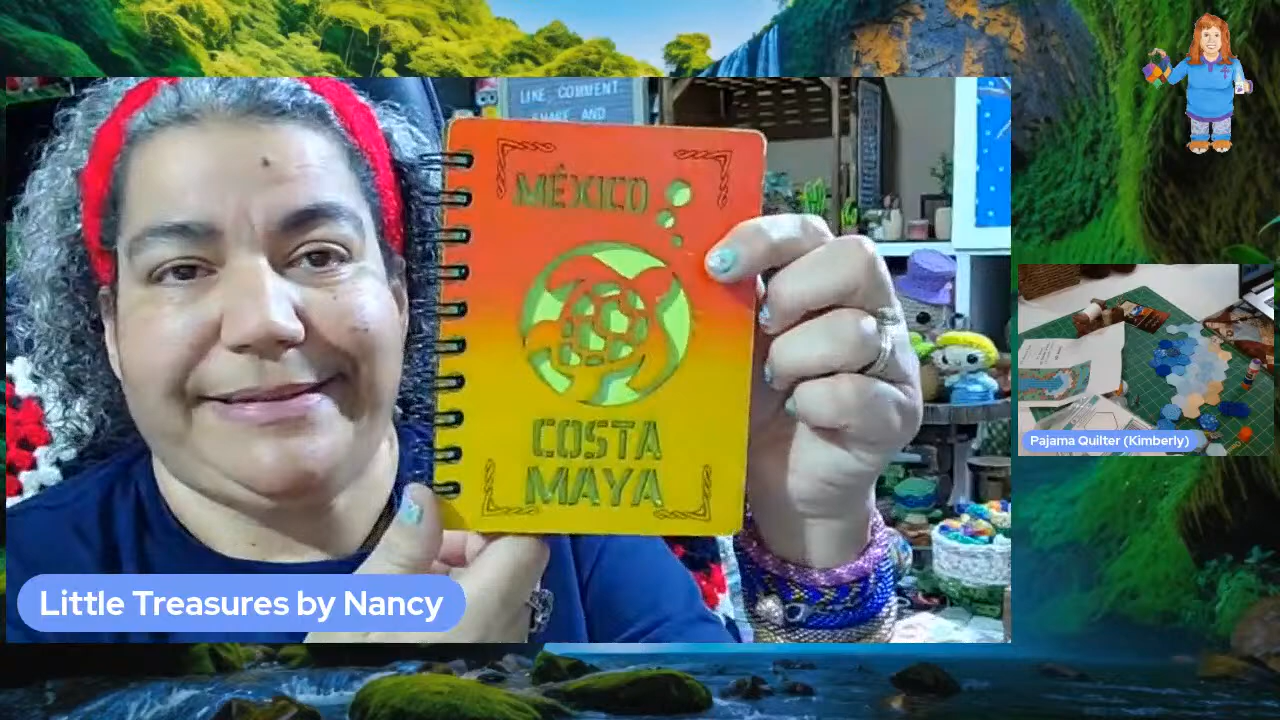 LIKE COMMENT
SHARE AND
MÉXICO
COSTA
MAYA
Little Treasures by Nancy
Pajama Quilter (Kimberly)